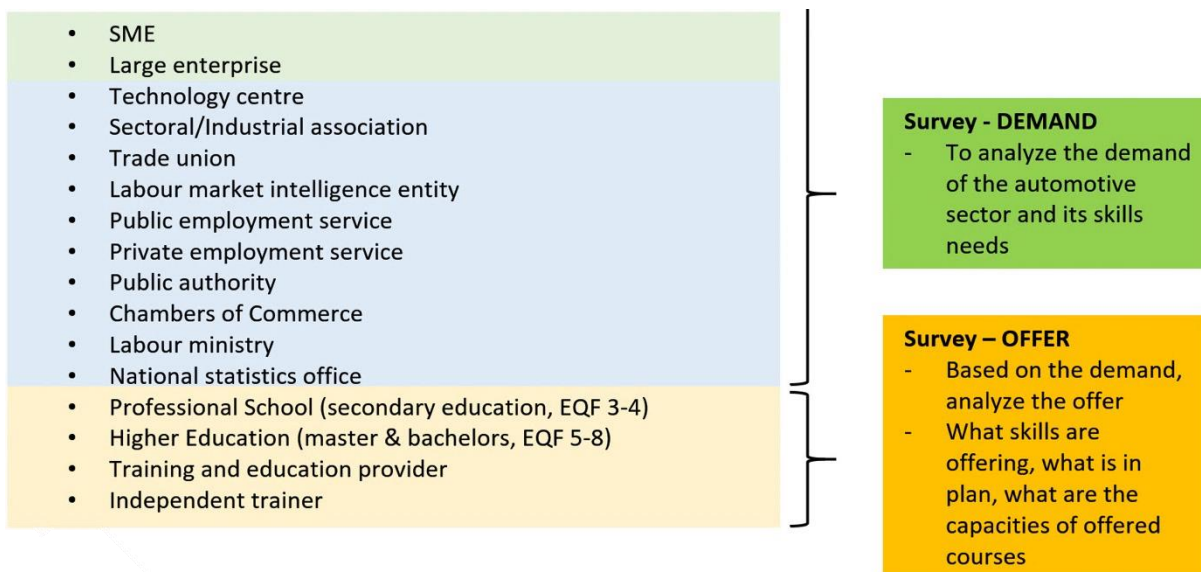 • SME
• Large enterprise
• Technology centre
• Sectoral/Industrial association
• Trade union
• Labour market intelligence entity
• Public employment service
• Private employment service
• Public authority
• Chambers of Commerce
• Labour ministry
• National statistics office
• Professional School (secondary education, EQF 3-4)
• Higher Education (master & bachelors, EQF 5-8)
• Training and education provider
• Independent trainer
Survey - DEMAND
- To analyze the demand
of the automotive
sector and its skills
needs
Survey – OFFER
- Based on the demand,
analyze the offer
- What skills are
offering, what is in
plan, what are the
capacities of offered
courses